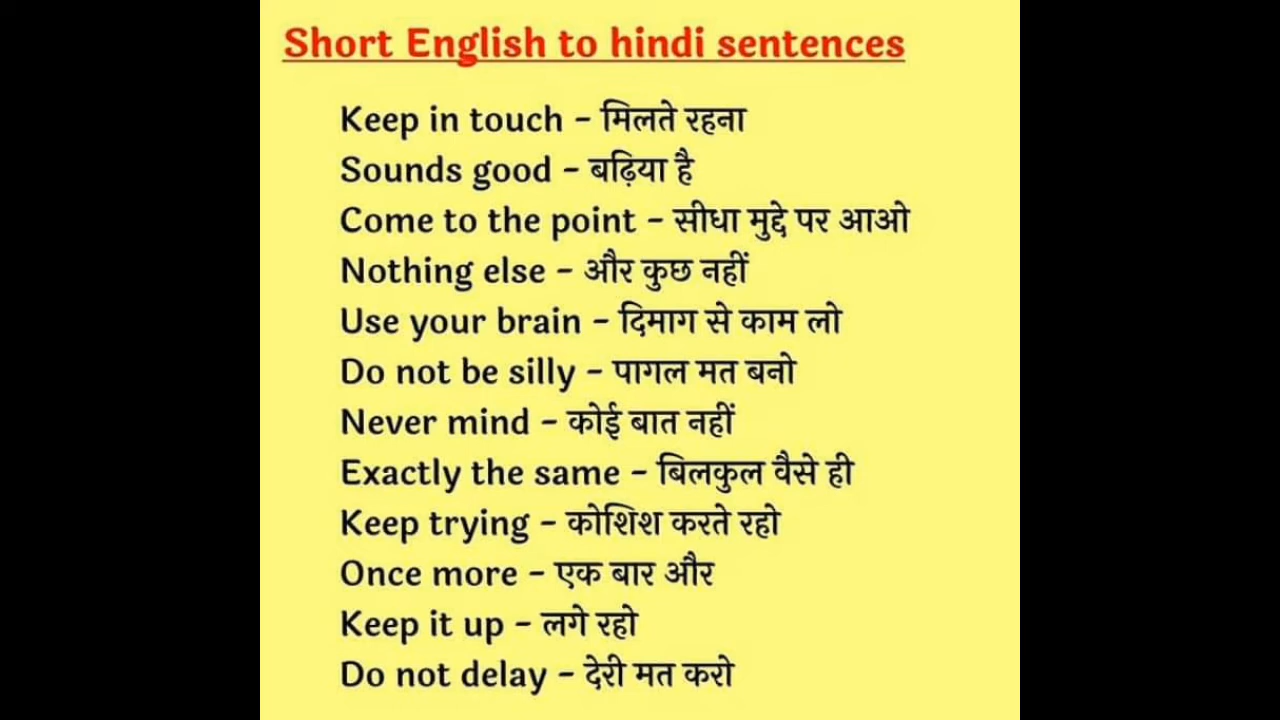 Short English to hindi sentences
Keep in touch - मिलते रहना
Sounds good - बढ़िया है
Come to the point - सीधा मुद्दे पर आओ
Nothing else - और कुछ नहीं
Use your brain - दिमाग से काम लो
Do not be silly - पागल मत बनो
Never mind - कोई बात नहीं
Exactly the same - बिलकुल वैसे ही
Keep trying - कोशिश करते रहो
Once more - एक बार और
Keep it up - लगे रहो
Do not delay - देरी मत करो